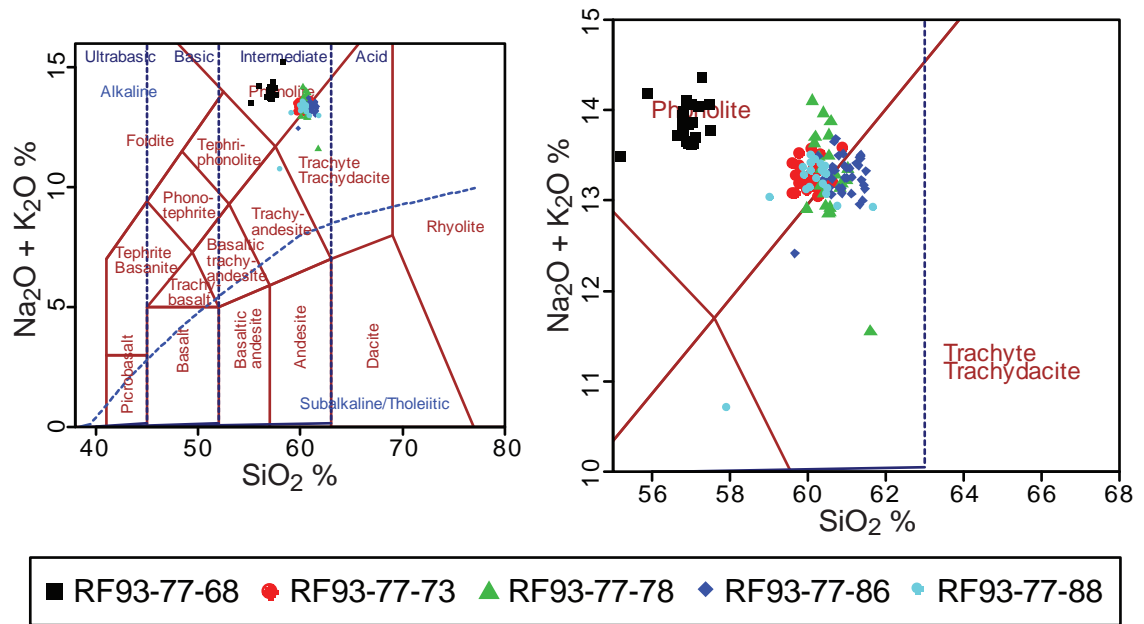 Ultrabasic Basic Intermediate Acid
Alkaline
Phonolite
Foidite
Tephri-
phonolite
Trachyte
Trachydacite
Phono-
tephrite
Trachy-
andesite
Rhyolite
Tephrite
Basanite
Basaltic
trachy-
andesite
Trachy-
basalt
Picrobasalt
Basalt
Basaltic
andesite
Andesite
Dacite
Subalkaline/Tholeiitic
Na₂O + K₂O %
0 5 10 15
40 50 60 70 80
SiO₂ %
Phonolite
Trachyte
Trachydacite
Na₂O + K₂O %
10 11 12 13 14 15
56 58 60 62 64 66 68
SiO₂ %
RF93-77-68 RF93-77-73 RF93-77-78 RF93-77-86 RF93-77-88